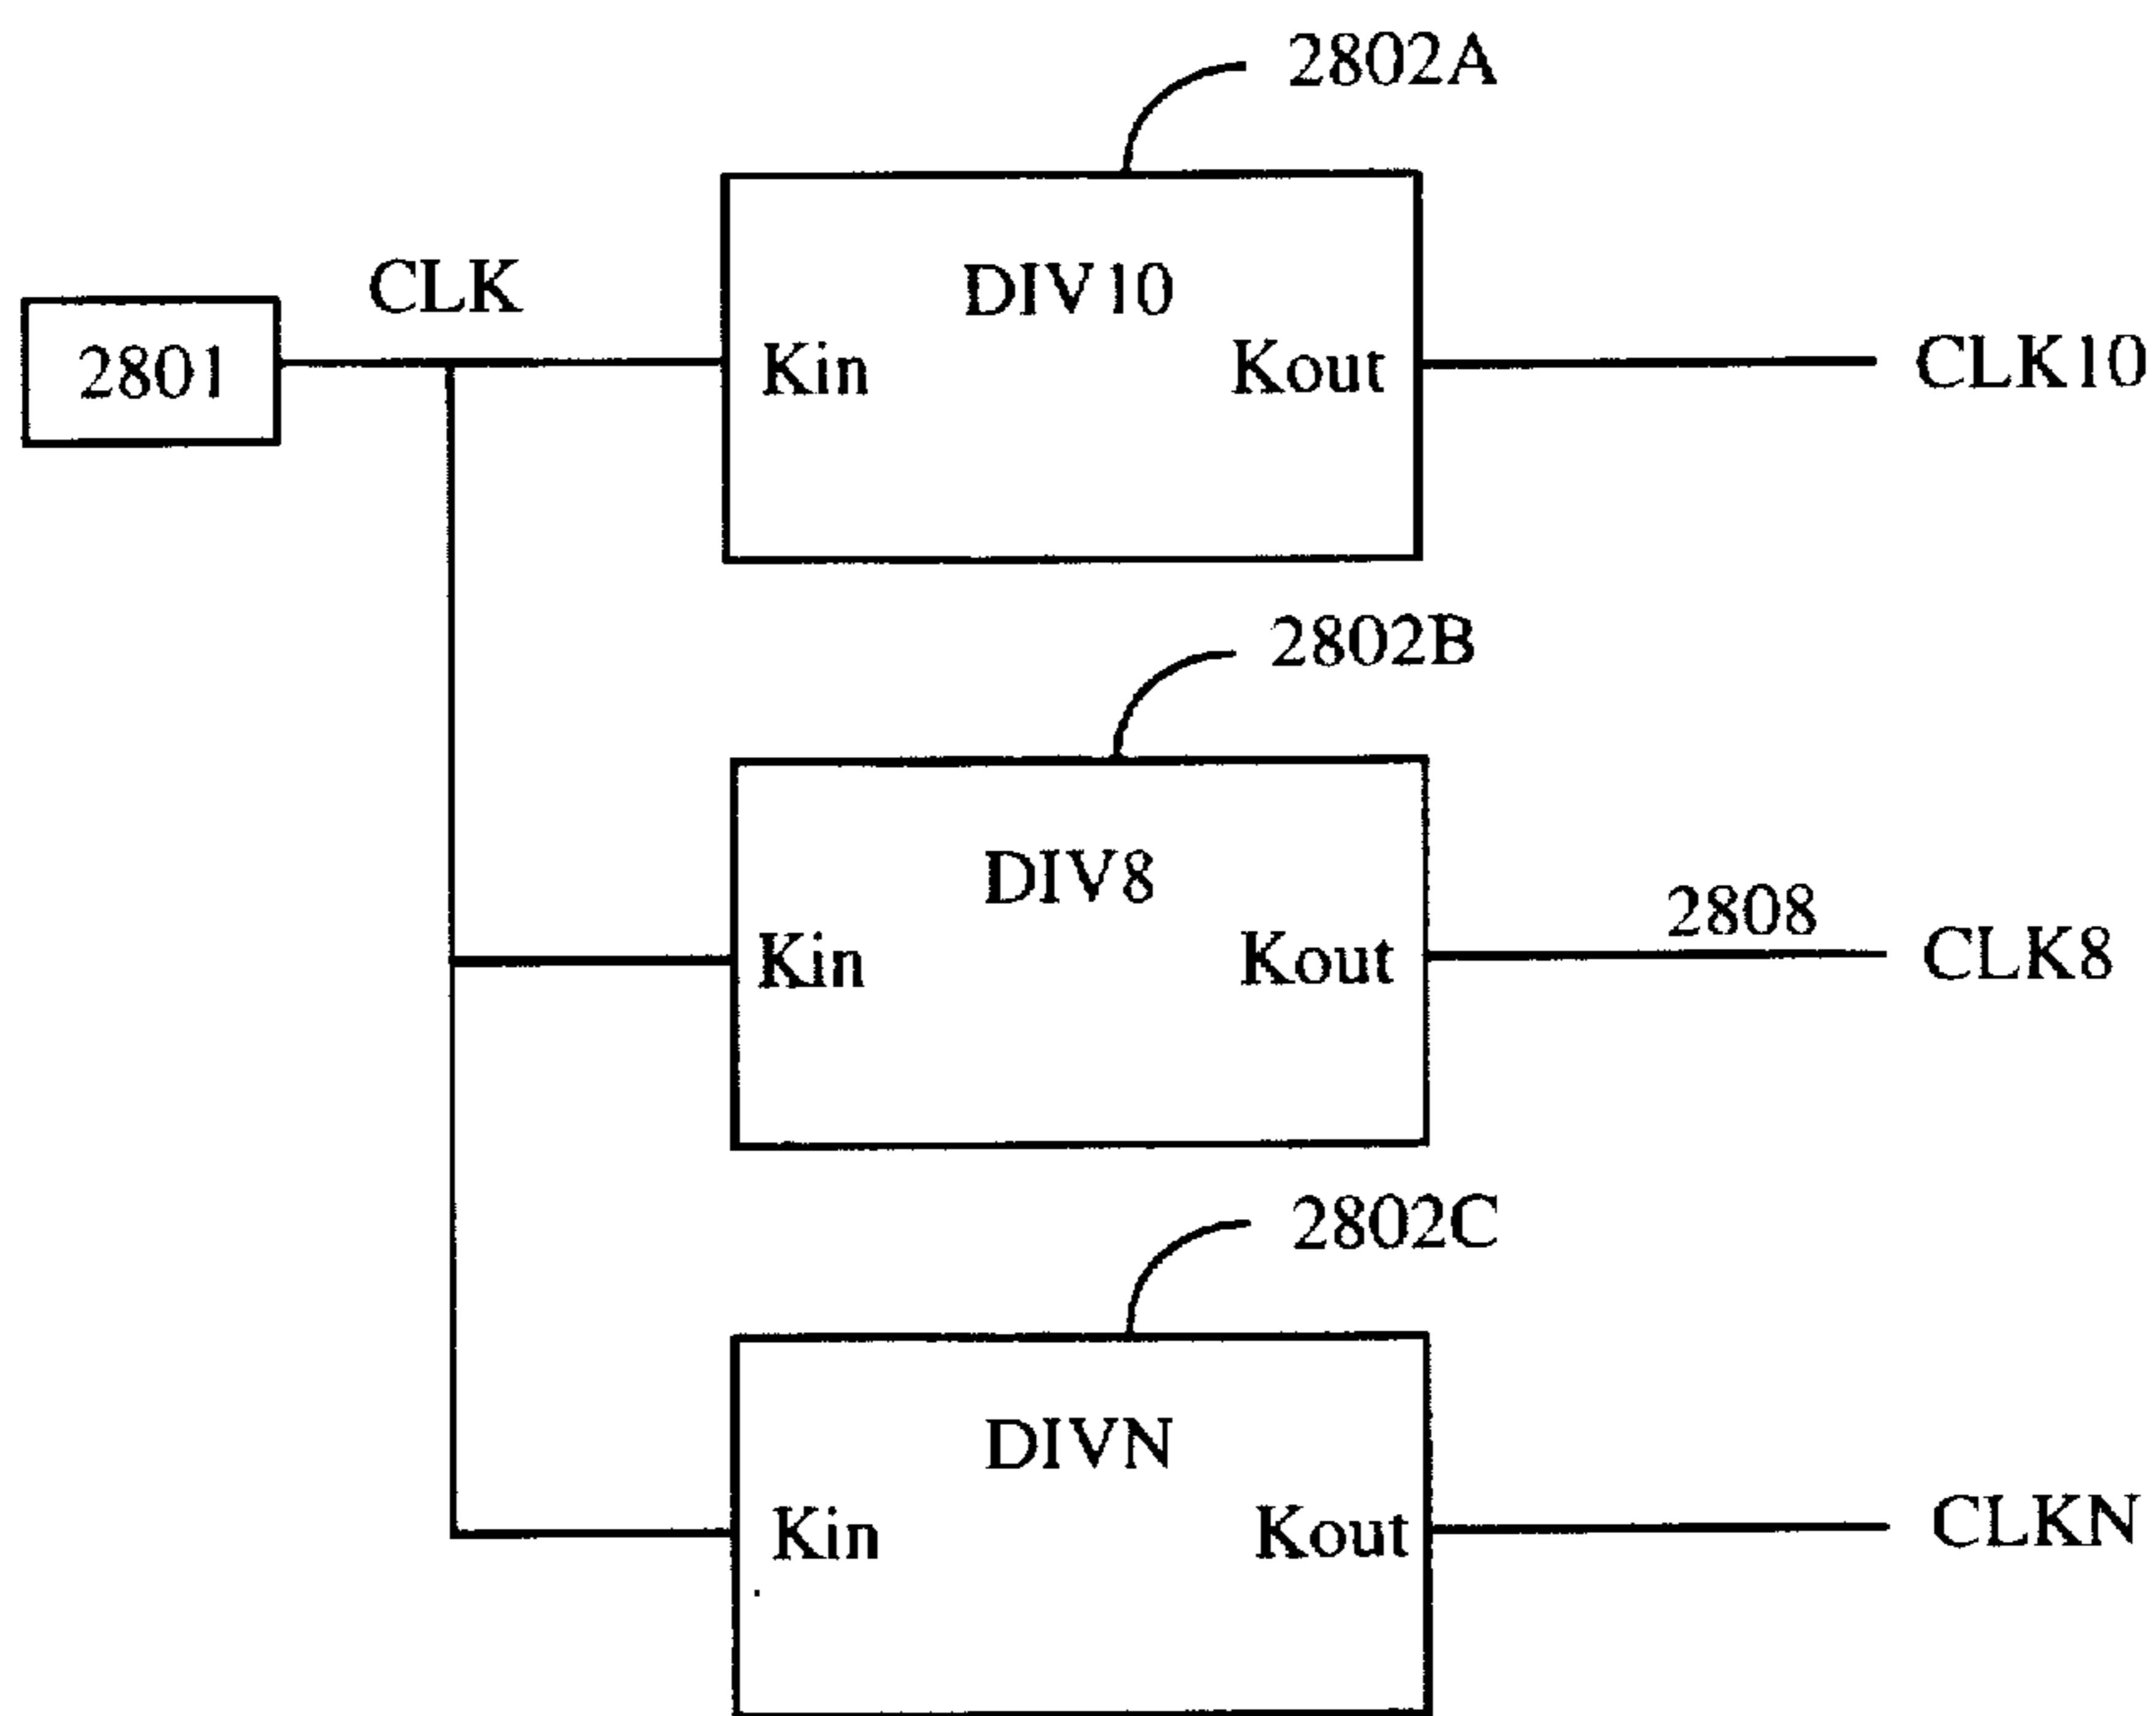 2802A
CLK
DIV10
2801
Kin
Kout
CLK10
2802B
DIV8
2808
Kin
Kout
CLK8
2802C
DIVN
Kin
Kout
CLKN